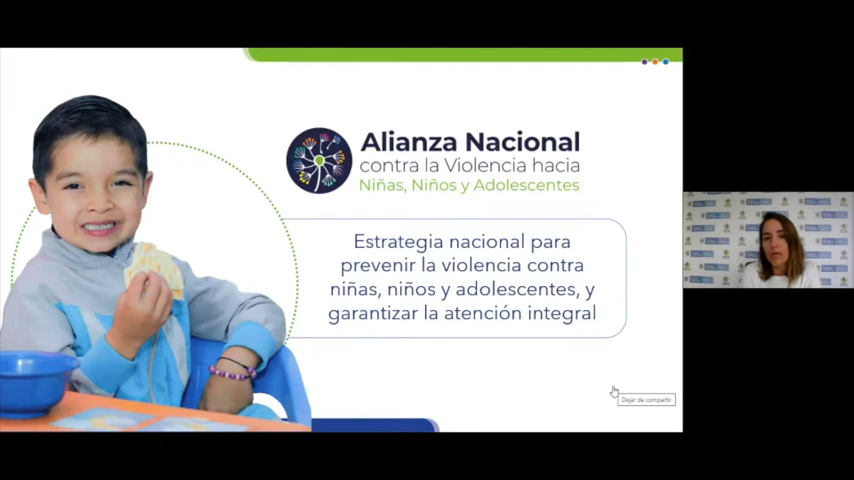 Alianza Nacional
contra la Violencia hacia
Niñas, Niños y Adolescentes
Estrategia nacional para
prevenir la violencia contra
niñas, niños y adolescentes, y
garantizar la atención integral
Dejar de compartir